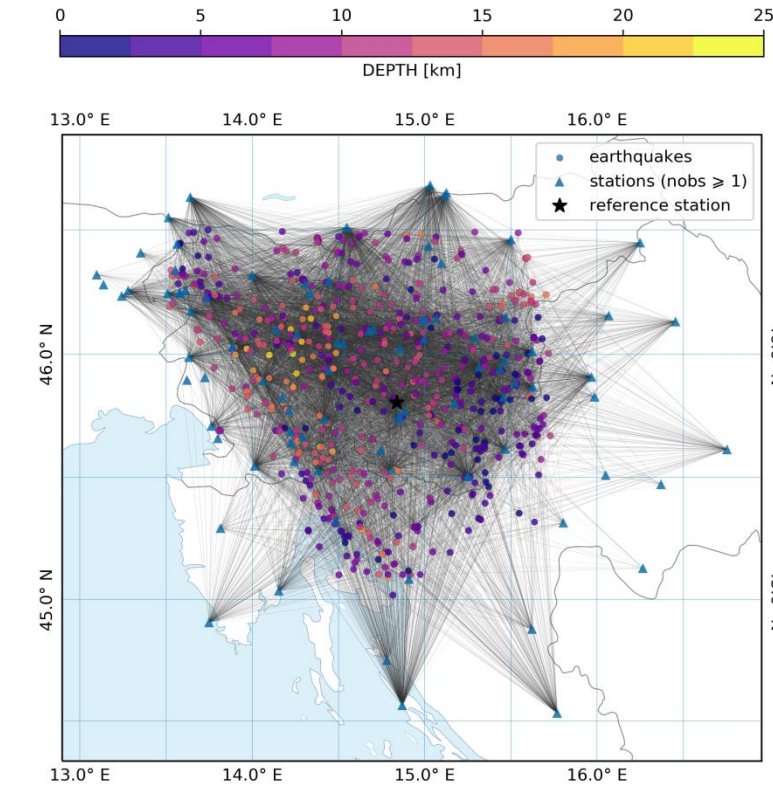 0 5 10 15 20 25
DEPTH [km]
13.0° E 14.0° E 15.0° E 16.0° E
earthquakes
stations (nobs ⩾ 1)
reference station
46.0° N
45.0° N
13.0° E 14.0° E 15.0° E 16.0° E